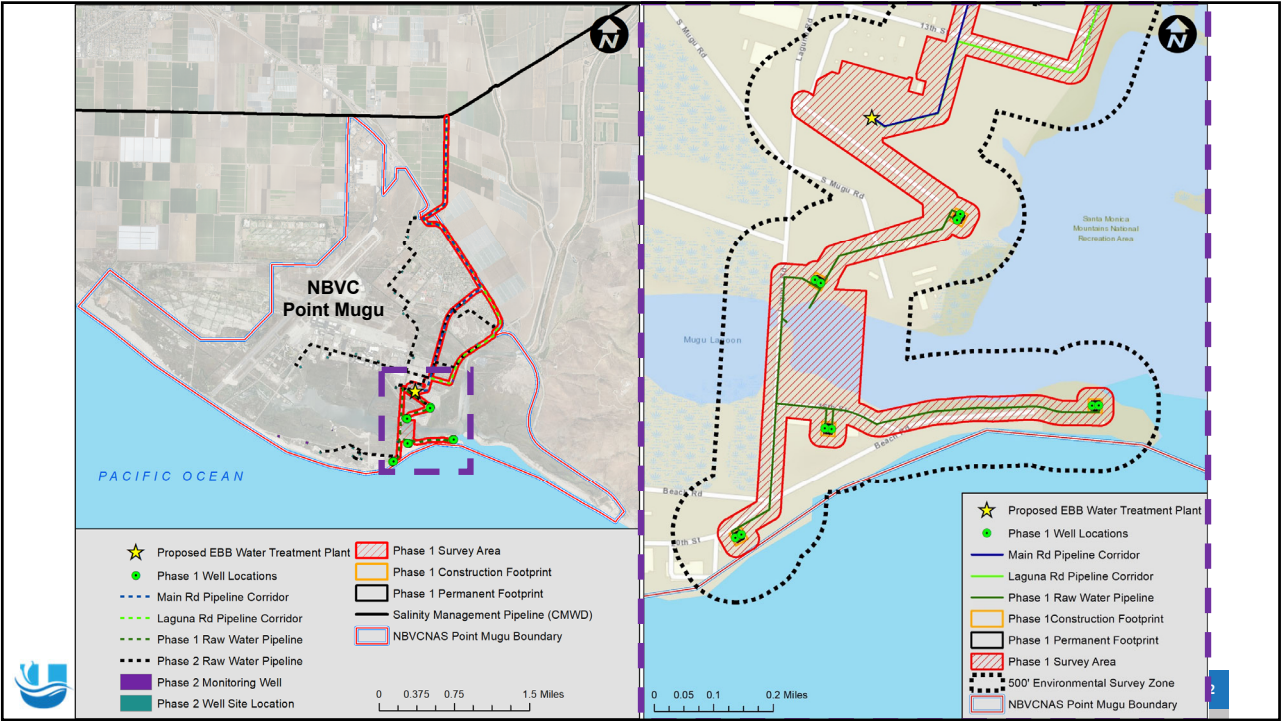 N
NBVC
Point Mugu
PACIFIC OCEAN
Proposed EBB Water Treatment Plant
Phase 1 Well Locations
Main Rd Pipeline Corridor
Laguna Rd Pipeline Corridor
Phase 1 Raw Water Pipeline
Phase 2 Raw Water Pipeline
Phase 2 Monitoring Well
Phase 2 Well Site Location
Phase 1 Survey Area
Phase 1 Construction Footprint
Phase 1 Permanent Footprint
Salinity Management Pipeline (CMWD)
NBVCNAS Point Mugu Boundary
0 0.375 0.75 1.5 Miles
N
S Mugu Rd
13th St
S Mugu Rd
Santa Monica
Mountains National
Recreation Area
Mugu Lagoon
Beach Rd
Beach Rd
Proposed EBB Water Treatment Plant
Phase 1 Well Locations
Main Rd Pipeline Corridor
Laguna Rd Pipeline Corridor
Phase 1 Raw Water Pipeline
Phase 1Construction Footprint
Phase 1 Permanent Footprint
Phase 1 Survey Area
500' Environmental Survey Zone
NBVCNAS Point Mugu Boundary
0 0.05 0.1 0.2 Miles
2